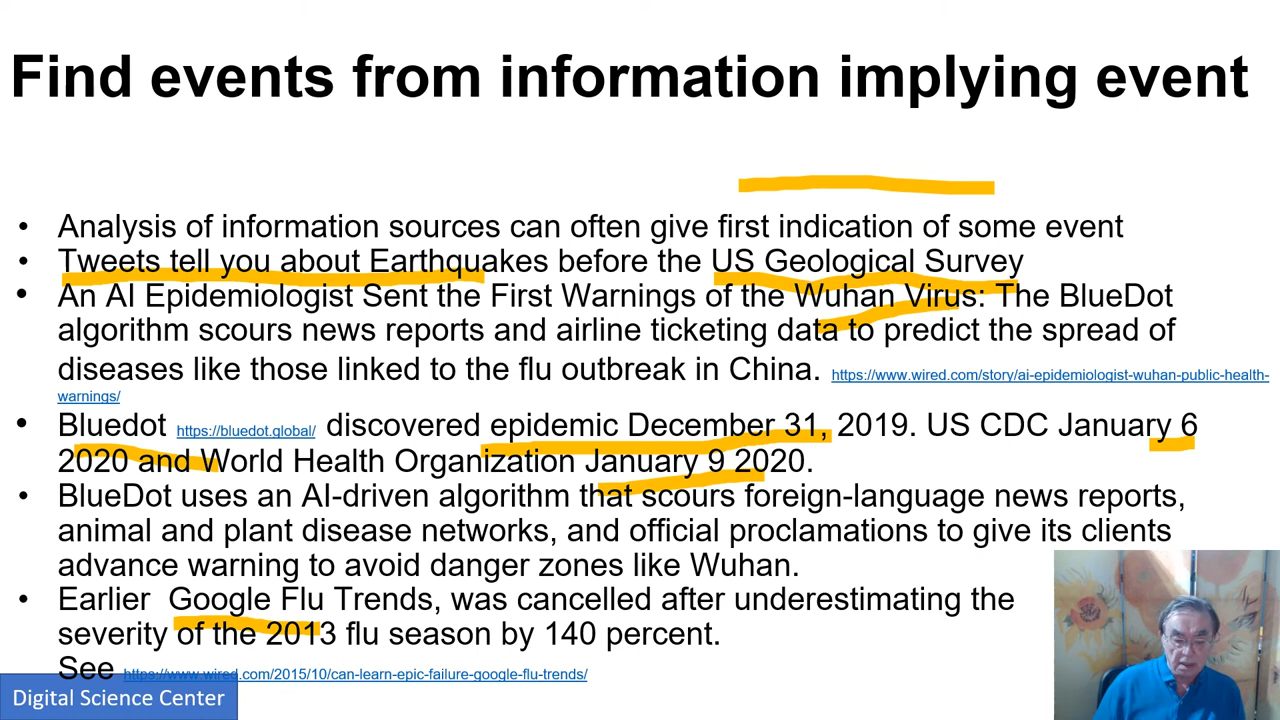 Find events from information implying event
• Analysis of information sources can often give first indication of some event
• Tweets tell you about Earthquakes before the US Geological Survey
• An AI Epidemiologist Sent the First Warnings of the Wuhan Virus: The BlueDot
algorithm scours news reports and airline ticketing data to predict the spread of
diseases like those linked to the flu outbreak in China. https://www.wired.com/story/ai-epidemiologist-wuhan-public-health-
warnings/
• Bluedot https://bluedot.global/ discovered epidemic December 31, 2019. US CDC January 6
2020 and World Health Organization January 9 2020.
• BlueDot uses an AI-driven algorithm that scours foreign-language news reports,
animal and plant disease networks, and official proclamations to give its clients
advance warning to avoid danger zones like Wuhan.
• Earlier Google Flu Trends, was cancelled after underestimating the
severity of the 2013 flu season by 140 percent.
See https://www.wired.com/2015/10/can-learn-epic-failure-google-flu-trends/
Digital Science Center